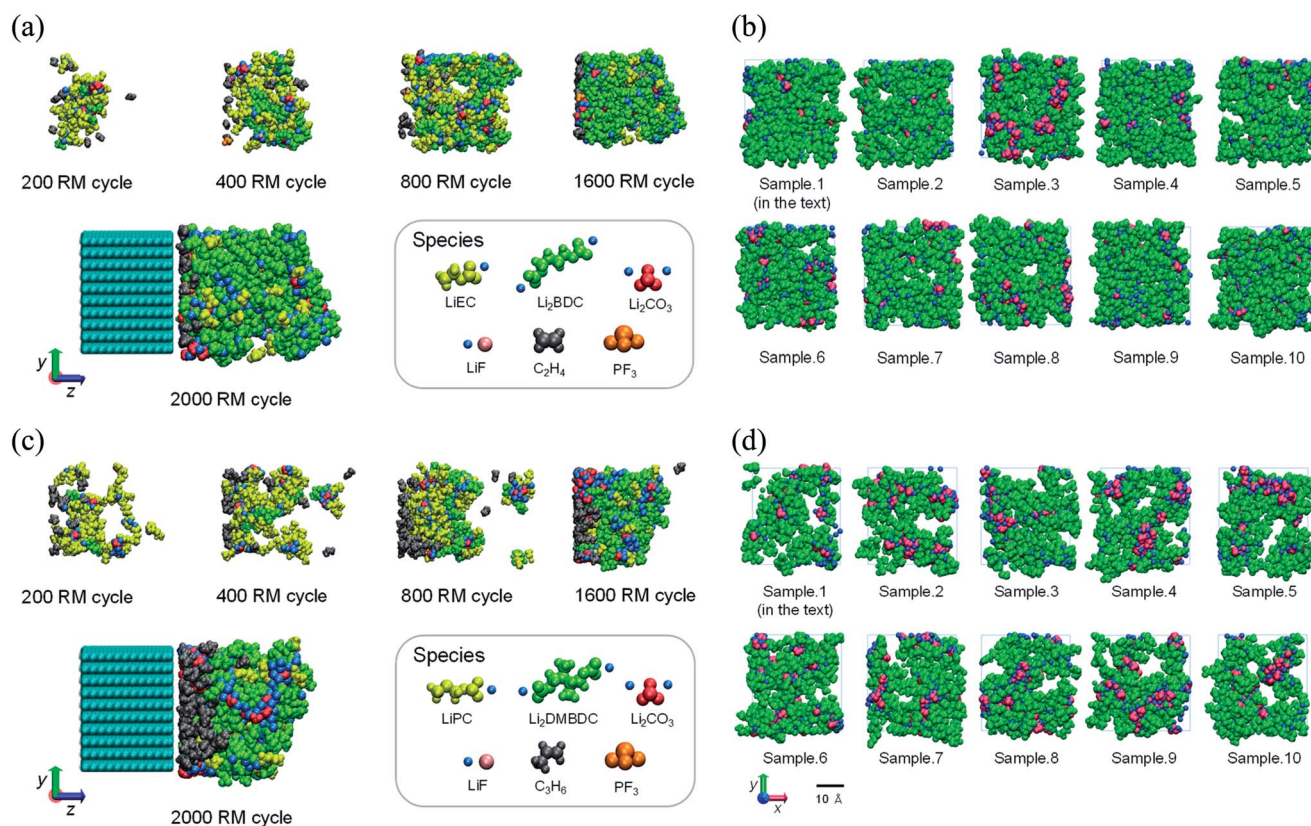 (a)
200 RM cycle
400 RM cycle
800 RM cycle
1600 RM cycle
y
z
2000 RM cycle
Species
LiEC
Li₂BDC
Li₂CO₃
LiF
C₂H₄
PF₃
(b)
Sample.1
(in the text)
Sample.2
Sample.3
Sample.4
Sample.5
Sample.6
Sample.7
Sample.8
Sample.9
Sample.10
(c)
200 RM cycle
400 RM cycle
800 RM cycle
1600 RM cycle
y
z
2000 RM cycle
Species
LiPC
Li₂DMBDC
Li₂CO₃
LiF
C₃H₆
PF₃
(d)
Sample.1
(in the text)
Sample.2
Sample.3
Sample.4
Sample.5
Sample.6
Sample.7
Sample.8
Sample.9
Sample.10
y
x
10 Å